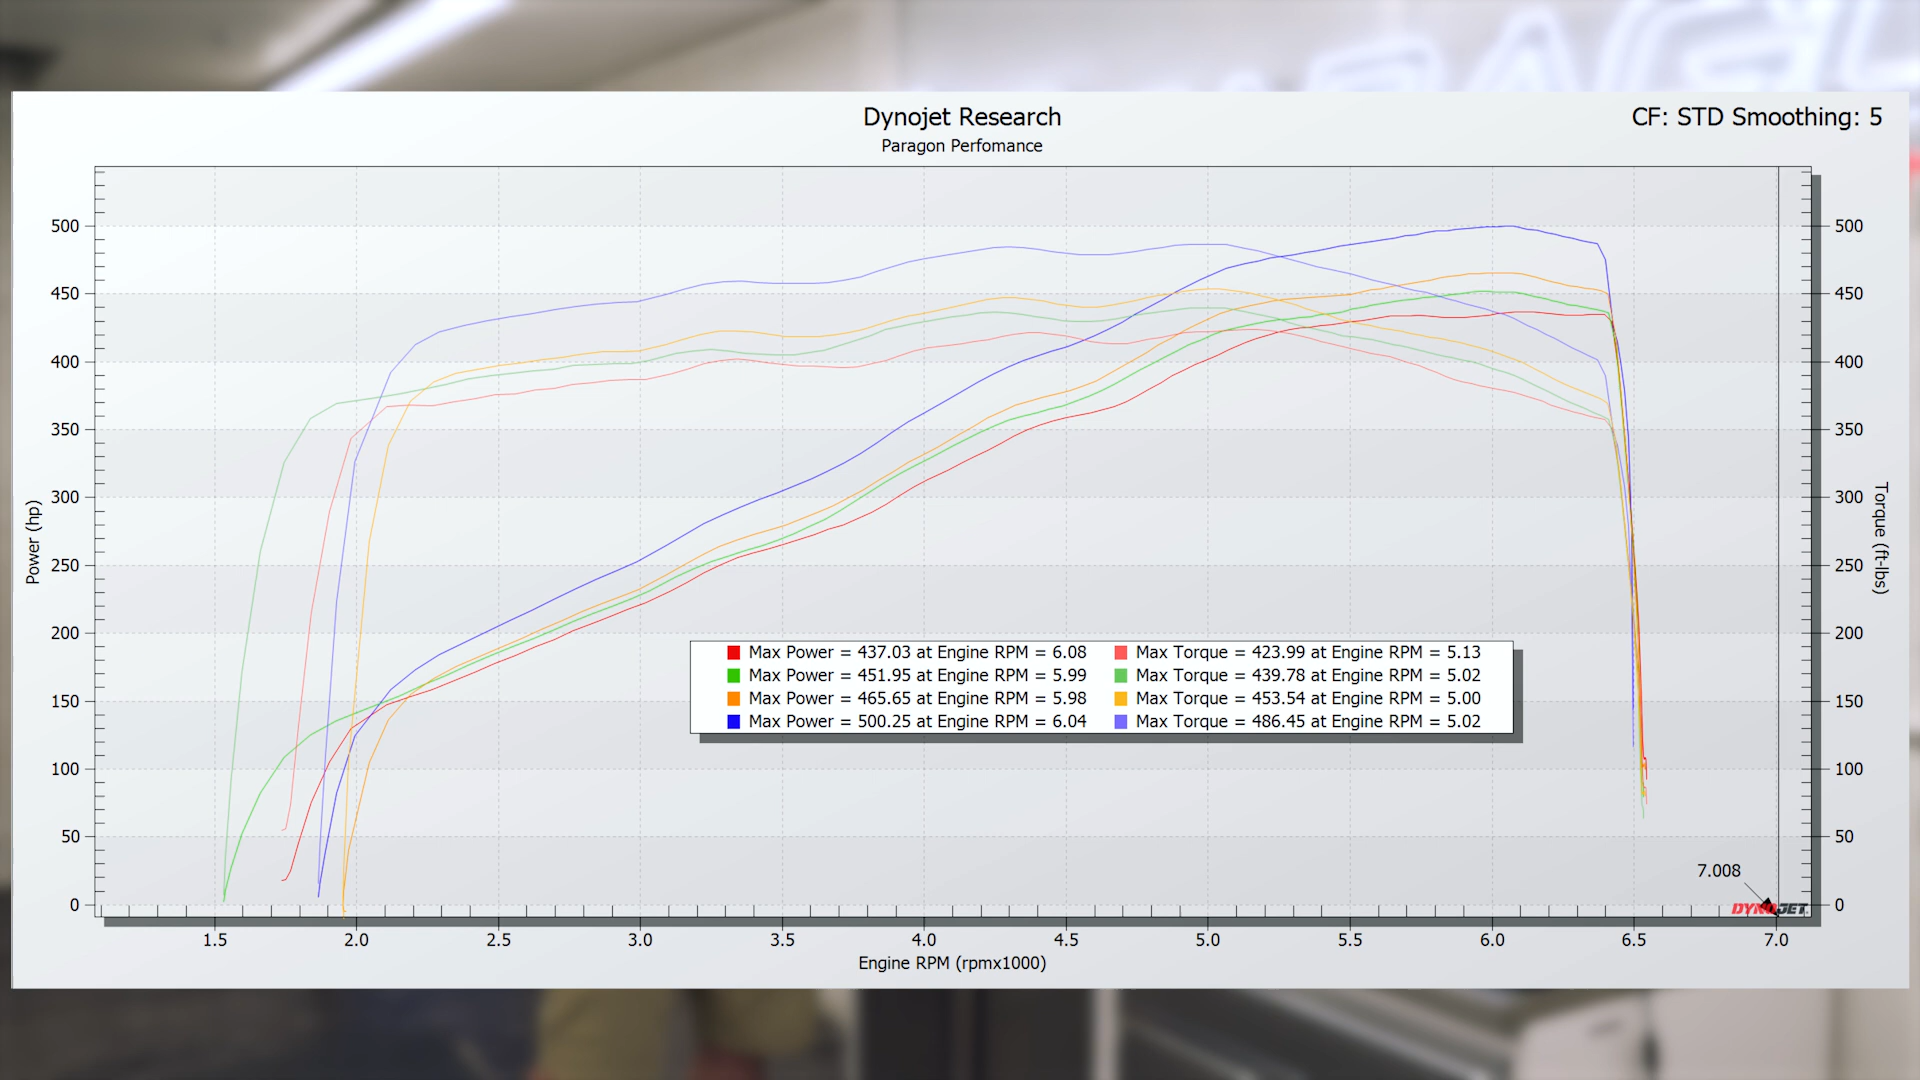 Dynojet Research
Paragon Perfomance
CF: STD Smoothing: 5
500
450
400
350
300
250
200
150
100
50
0
Power (hp)
500
450
400
350
300
250
200
150
100
50
0
Torque (ft-lbs)
Max Power = 437.03 at Engine RPM = 6.08 Max Torque = 423.99 at Engine RPM = 5.13
Max Power = 451.95 at Engine RPM = 5.99 Max Torque = 439.78 at Engine RPM = 5.02
Max Power = 465.65 at Engine RPM = 5.98 Max Torque = 453.54 at Engine RPM = 5.00
Max Power = 500.25 at Engine RPM = 6.04 Max Torque = 486.45 at Engine RPM = 5.02
7.008
DYNOJET
1.5 2.0 2.5 3.0 3.5 4.0 4.5 5.0 5.5 6.0 6.5 7.0
Engine RPM (rpmx1000)